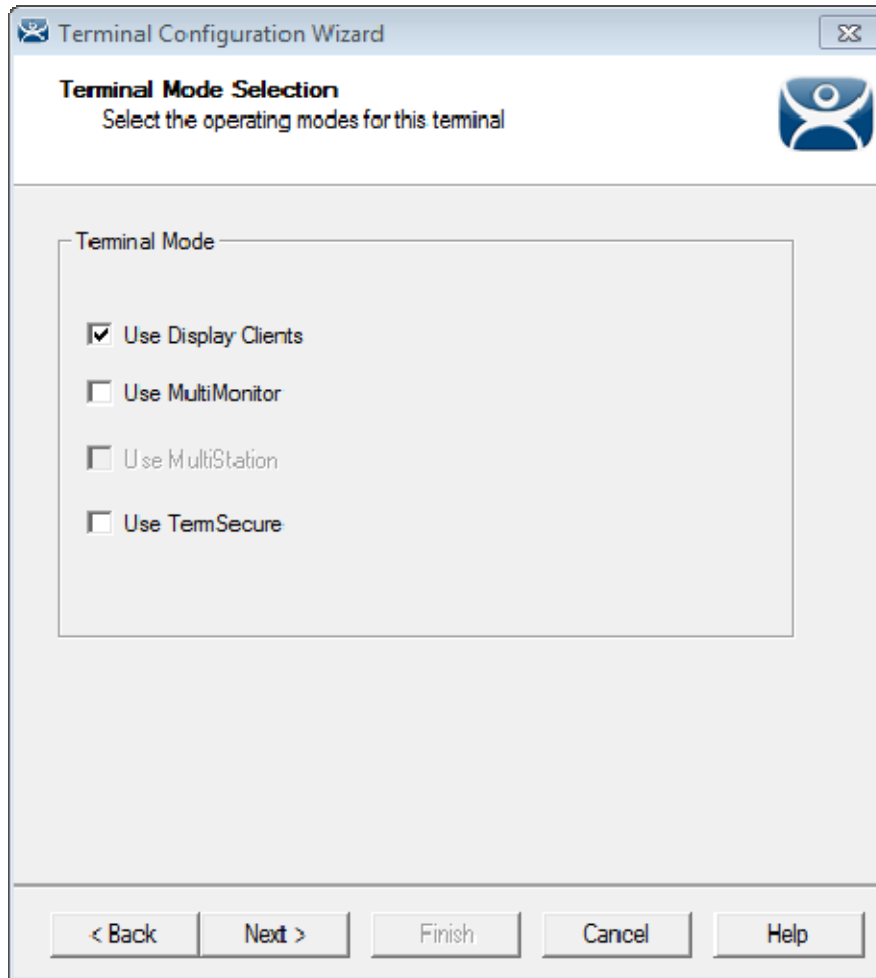 Terminal Configuration Wizard
Terminal Mode Selection
Select the operating modes for this terminal
Terminal Mode
Use Display Clients
Use MultiMonitor
Use MultiStation
Use TermSecure
< Back Next > Finish Cancel Help